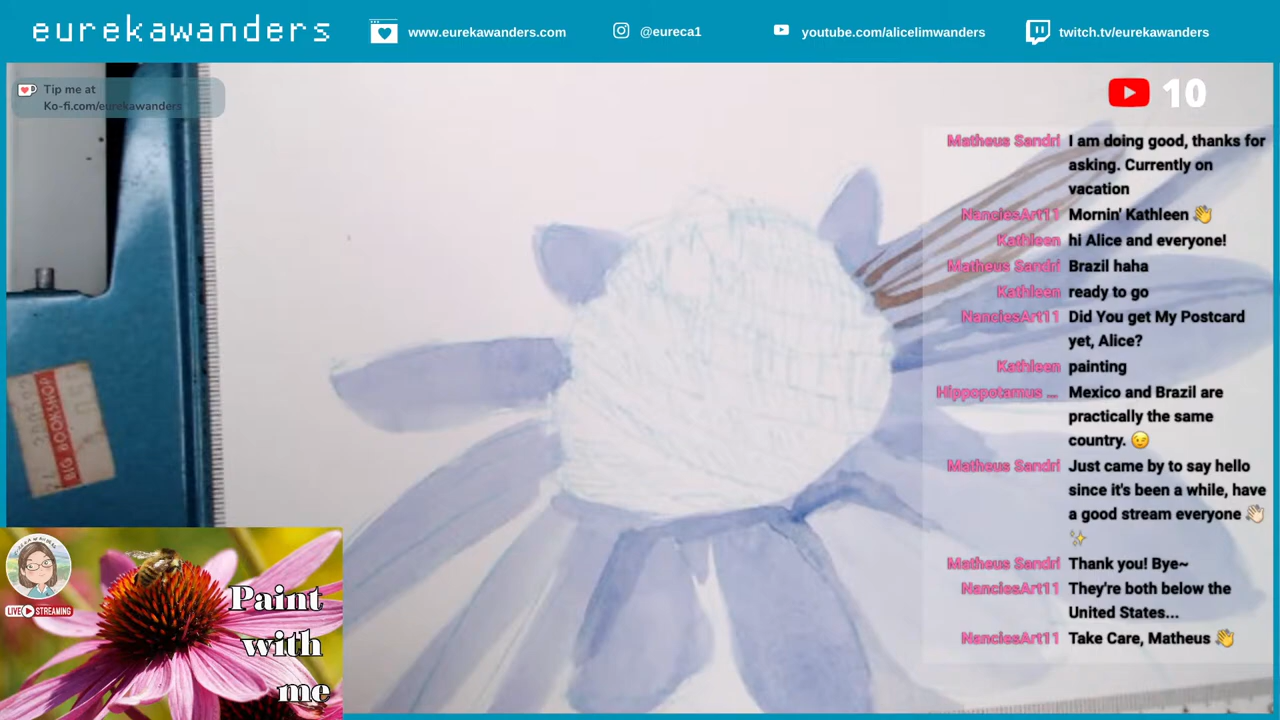 eurekawanders
www.eurekawanders.com
@eureca1
youtube.com/alicelimwanders
twitch.tv/eurekawanders
Tip me at
Ko-fi.com/eurekawanders
10
Matheus Sandri I am doing good, thanks for
asking. Currently on
vacation
NanciesArt11 Mornin' Kathleen 👋
Kathleen hi Alice and everyone!
Matheus Sandri Brazil haha
Kathleen ready to go
NanciesArt11 Did You get My Postcard
yet, Alice?
Kathleen painting
Hippopotamus ... Mexico and Brazil are
practically the same
country. 😉
Matheus Sandri Just came by to say hello
since it's been a while, have
a good stream everyone 👋🏻
✨
Matheus Sandri Thank you! Bye~
NanciesArt11 They're both below the
United States...
NanciesArt11 Take Care, Matheus 👋
BIG BOOKSHOP
EUREKA WANDERS
LIVE STREAMING
Paint
with
me